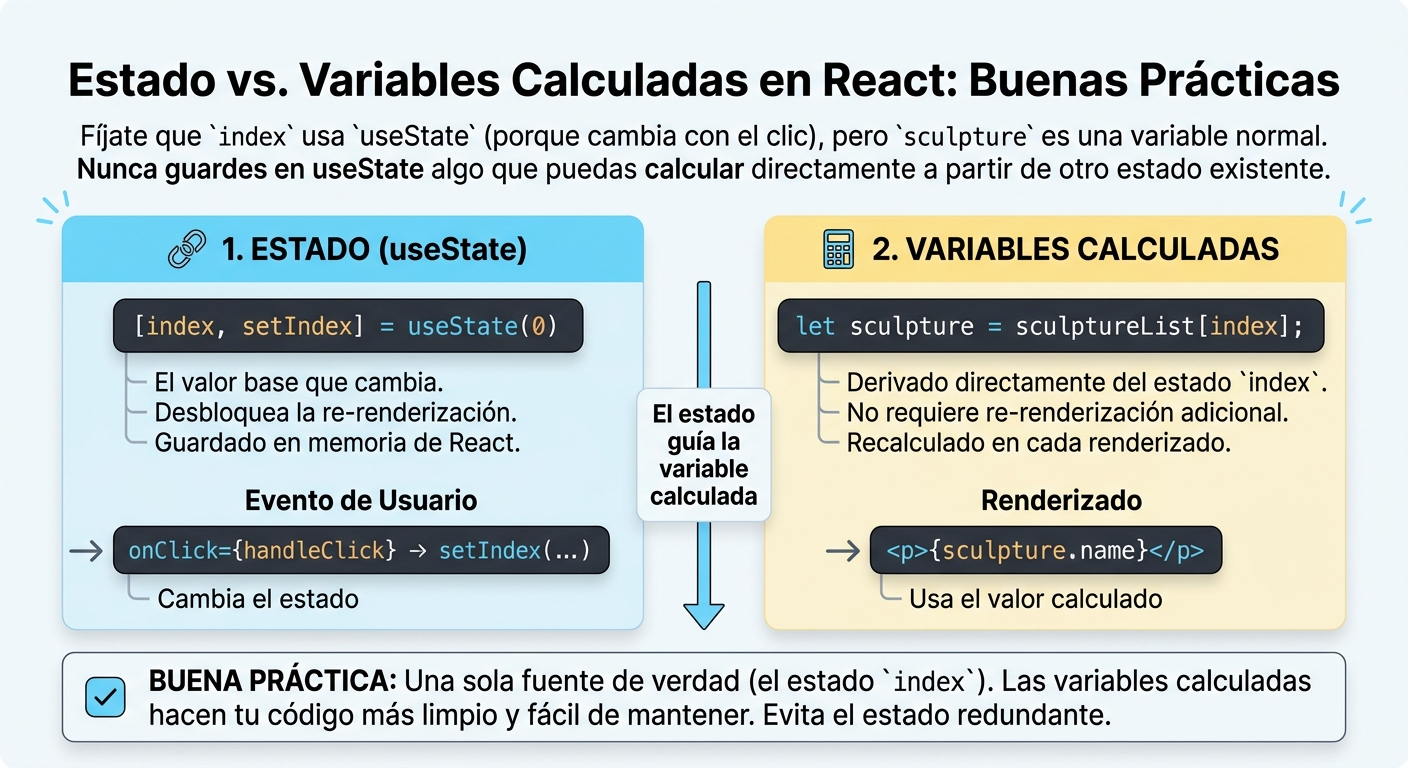 Estado vs. Variables Calculadas en React: Buenas Prácticas
Fíjate que `index` usa `useState` (porque cambia con el clic), pero `sculpture` es una variable normal.
Nunca guardes en useState algo que puedas calcular directamente a partir de otro estado existente.
1. ESTADO (useState)
[index, setIndex] = useState(0)
El valor base que cambia.
Desbloquea la re-renderización.
Guardado en memoria de React.
Evento de Usuario
→ onClick={handleClick} → setIndex(...)
Cambia el estado
El estado
guía la
variable
calculada
2. VARIABLES CALCULADAS
let sculpture = sculptureList[index];
Derivado directamente del estado `index`.
No requiere re-renderización adicional.
Recalculado en cada renderizado.
Renderizado
→ <p>{sculpture.name}</p>
Usa el valor calculado
BUENA PRÁCTICA: Una sola fuente de verdad (el estado `index`). Las variables calculadas
hacen tu código más limpio y fácil de mantener. Evita el estado redundante.